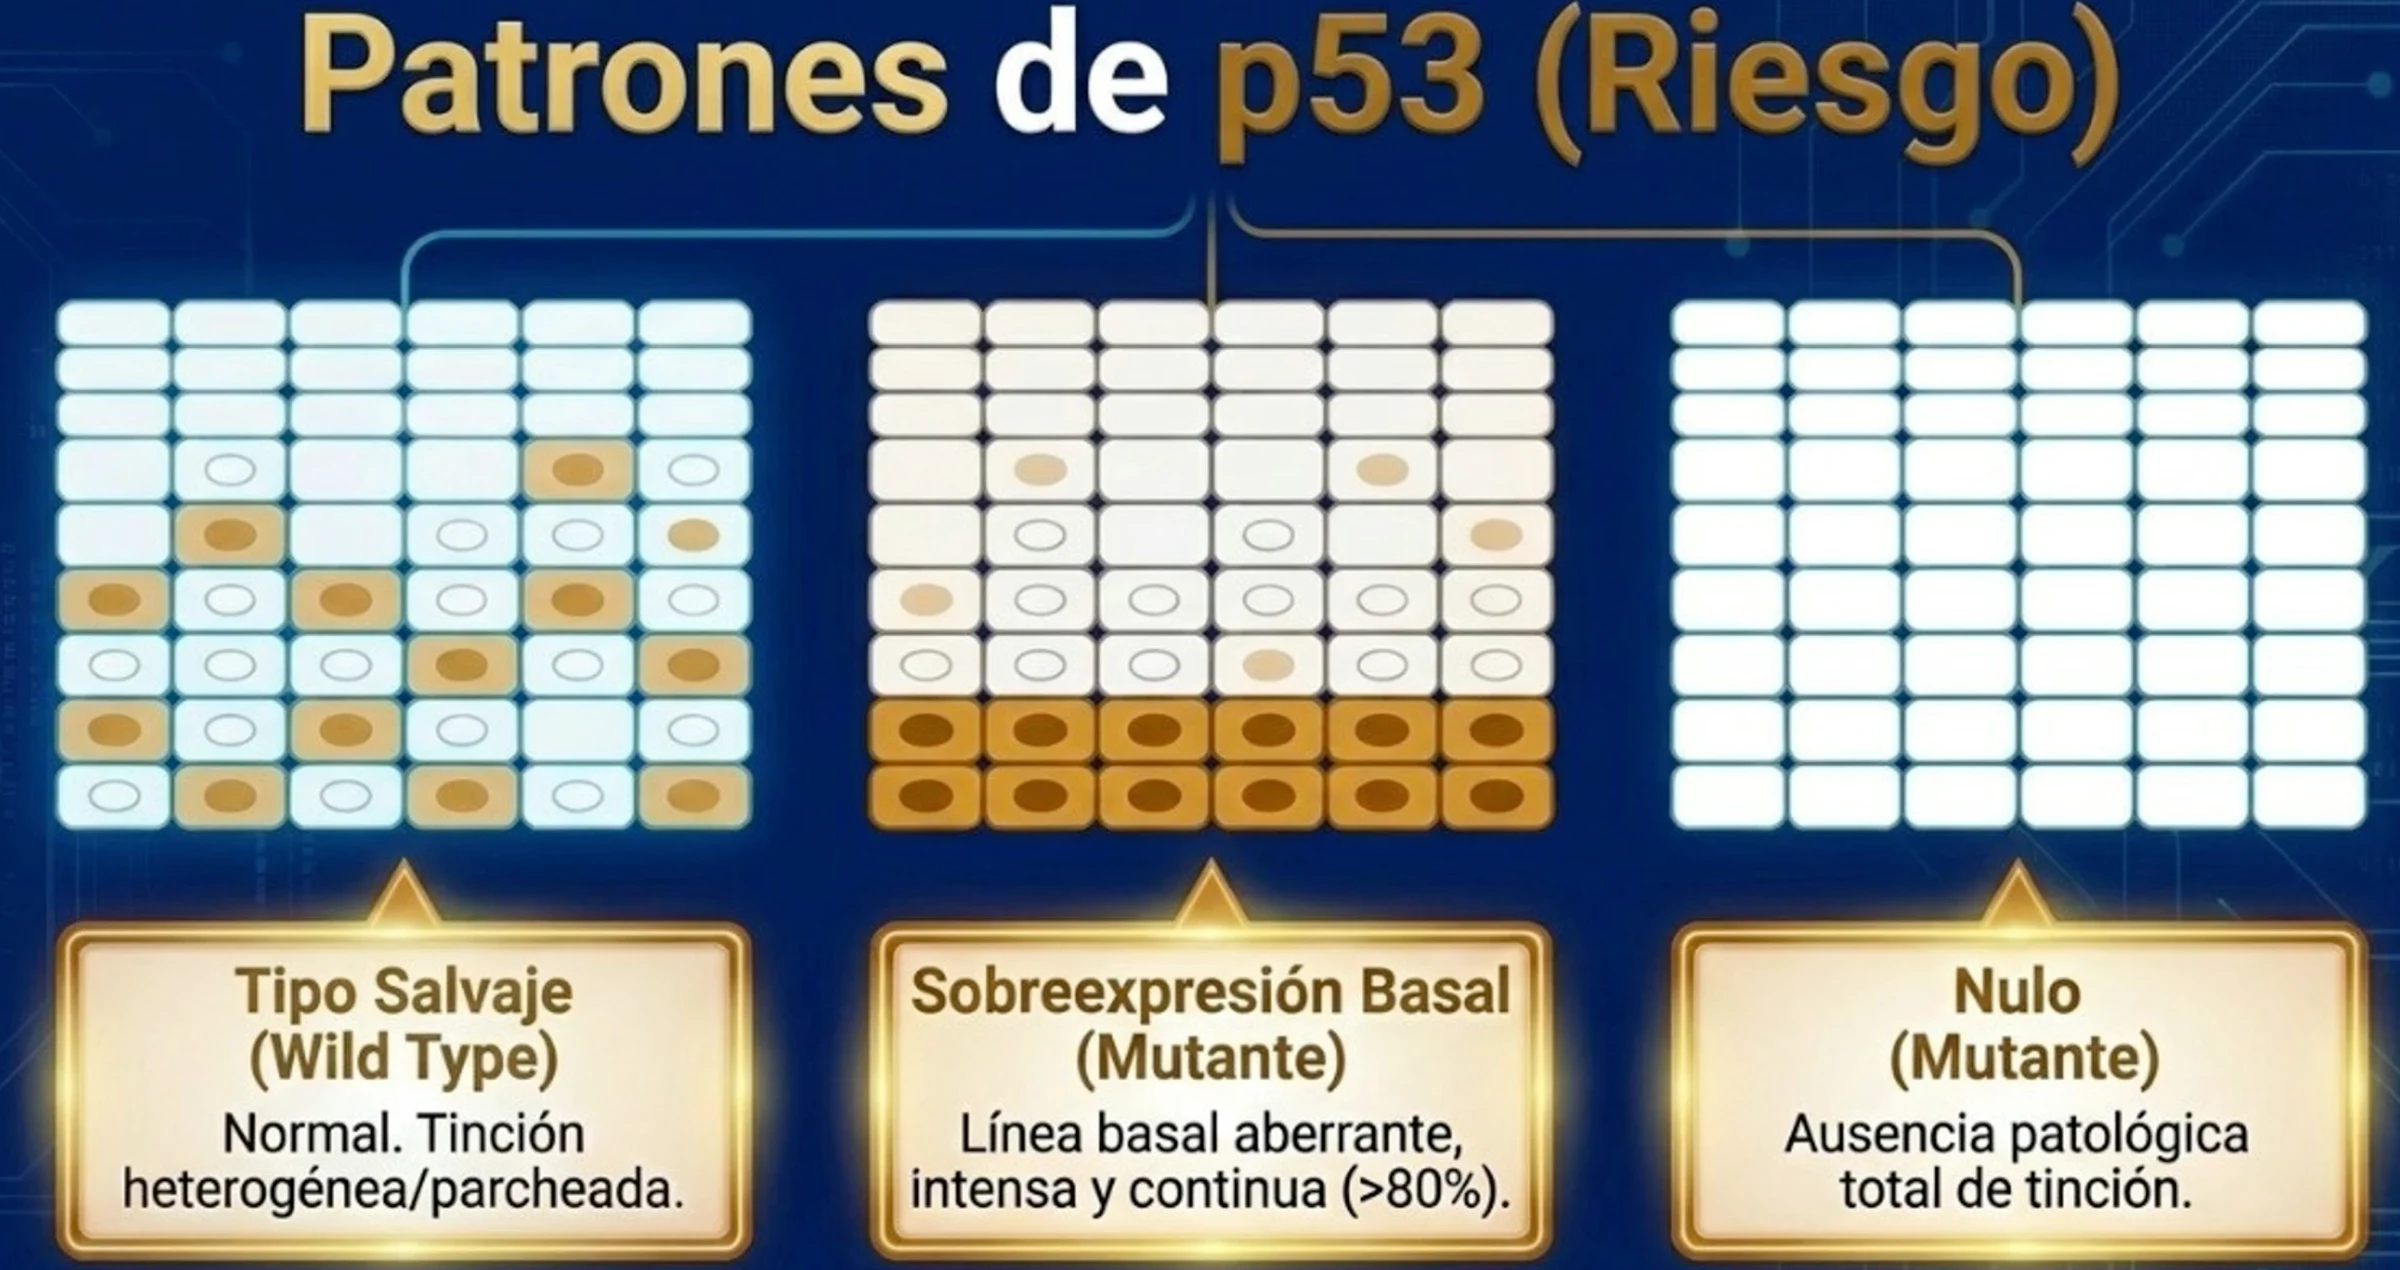 Patrones de p53 (Riesgo)
Tipo Salvaje
(Wild Type)
Normal. Tinción
heterogénea/parcheada.
Sobreexpresión Basal
(Mutante)
Línea basal aberrante,
intensa y continua (>80%).
Nulo
(Mutante)
Ausencia patológica
total de tinción.